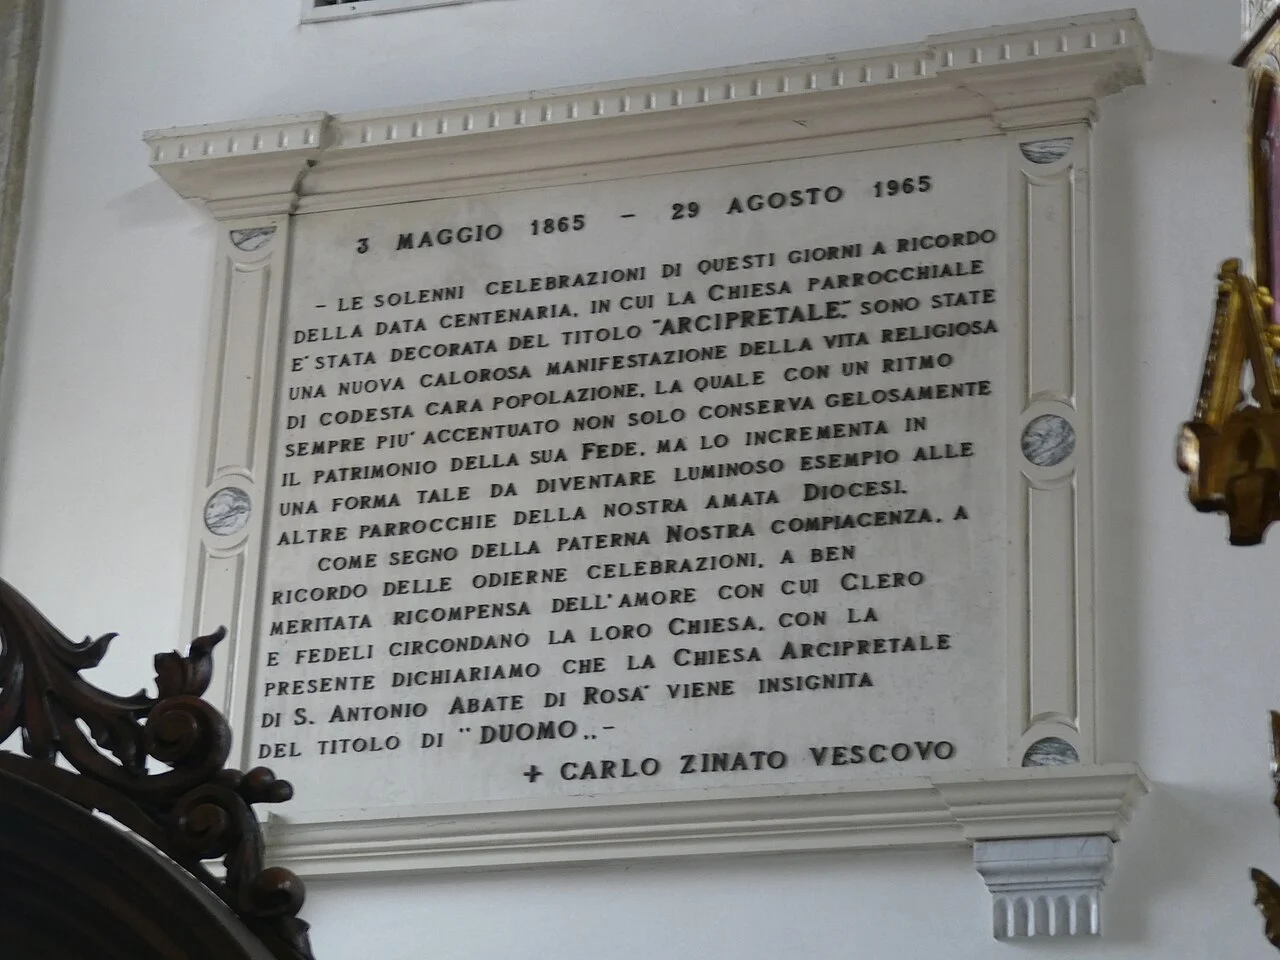 3 MAGGIO 1865 – 29 AGOSTO 1965
– LE SOLENNI CELEBRAZIONI DI QUESTI GIORNI A RICORDO
DELLA DATA CENTENARIA, IN CUI LA CHIESA PARROCCHIALE
E' STATA DECORATA DEL TITOLO "ARCIPRETALE," SONO STATE
UNA NUOVA CALOROSA MANIFESTAZIONE DELLA VITA RELIGIOSA
DI CODESTA CARA POPOLAZIONE, LA QUALE CON UN RITMO
SEMPRE PIU' ACCENTUATO NON SOLO CONSERVA GELOSAMENTE
IL PATRIMONIO DELLA SUA FEDE, MA LO INCREMENTA IN
UNA FORMA TALE DA DIVENTARE LUMINOSO ESEMPIO ALLE
ALTRE PARROCCHIE DELLA NOSTRA AMATA DIOCESI.
COME SEGNO DELLA PATERNA NOSTRA COMPIACENZA, A
RICORDO DELLE ODIERNE CELEBRAZIONI, A BEN
MERITATA RICOMPENSA DELL'AMORE CON CUI CLERO
E FEDELI CIRCONDANO LA LORO CHIESA, CON LA
PRESENTE DICHIARIAMO CHE LA CHIESA ARCIPRETALE
DI S. ANTONIO ABATE DI ROSA' VIENE INSIGNITA
DEL TITOLO DI "DUOMO„–
+ CARLO ZINATO VESCOVO